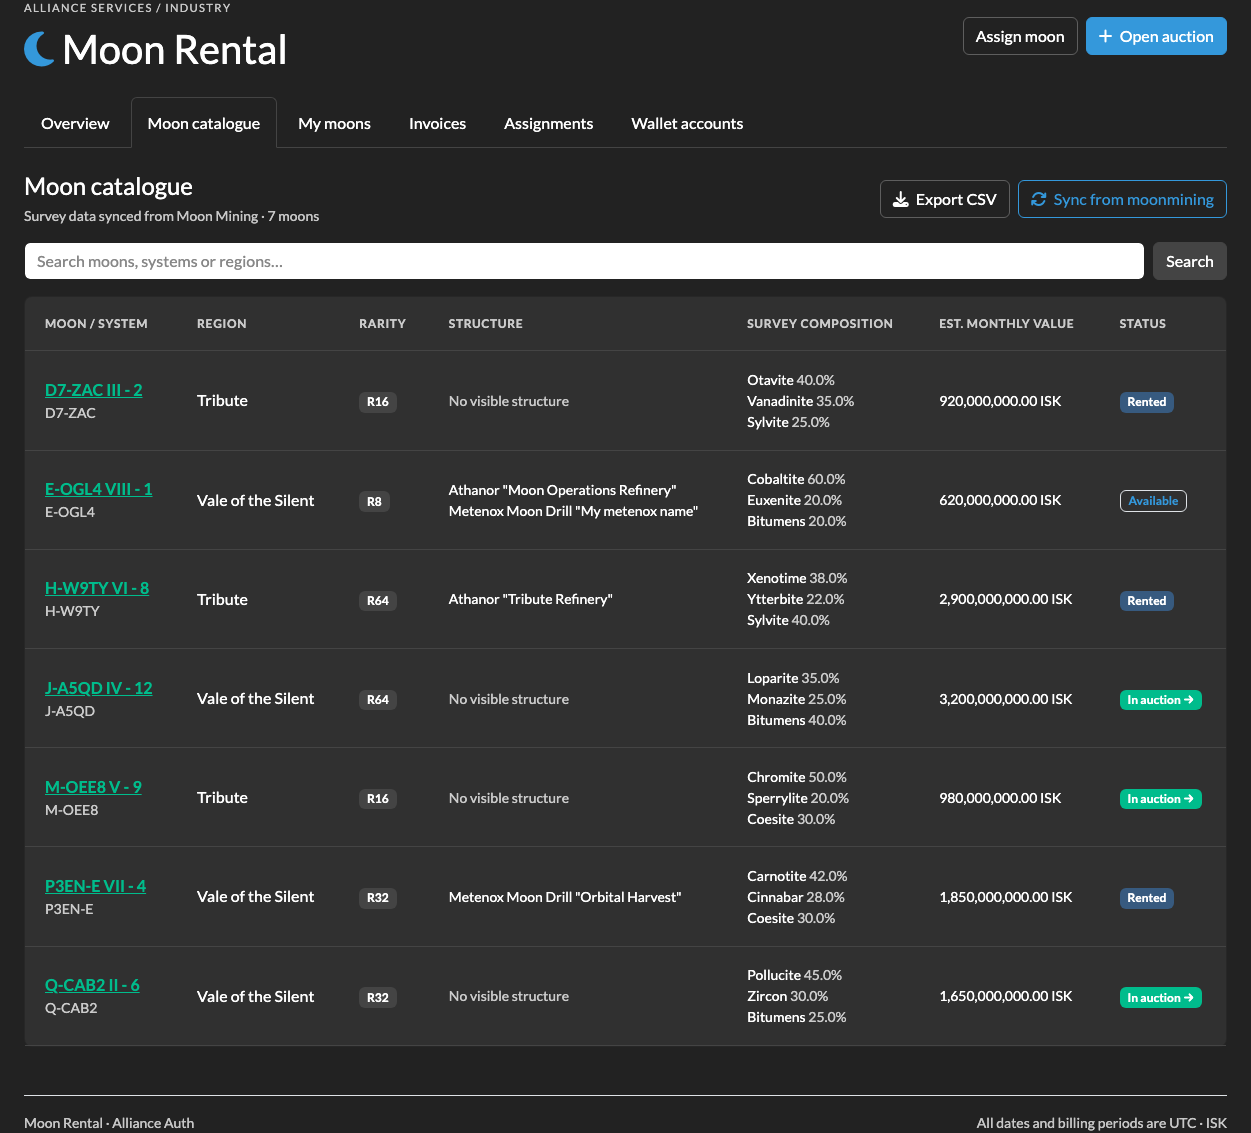 ALLIANCE SERVICES / INDUSTRY
Moon Rental
Assign moon
+ Open auction
Overview
Moon catalogue
My moons
Invoices
Assignments
Wallet accounts
Moon catalogue
Survey data synced from Moon Mining · 7 moons
Export CSV
Sync from moonmining
Search moons, systems or regions...
Search
MOON / SYSTEM REGION RARITY STRUCTURE SURVEY COMPOSITION EST. MONTHLY VALUE STATUS
D7-ZAC III - 2
D7-ZAC
Tribute
R16
No visible structure
Otavite 40.0%
Vanadinite 35.0%
Sylvite 25.0%
920,000,000.00 ISK
Rented
E-OGL4 VIII - 1
E-OGL4
Vale of the Silent
R8
Athanor "Moon Operations Refinery"
Metenox Moon Drill "My metenox name"
Cobaltite 60.0%
Euxenite 20.0%
Bitumens 20.0%
620,000,000.00 ISK
Available
H-W9TY VI - 8
H-W9TY
Tribute
R64
Athanor "Tribute Refinery"
Xenotime 38.0%
Ytterbite 22.0%
Sylvite 40.0%
2,900,000,000.00 ISK
Rented
J-A5QD IV - 12
J-A5QD
Vale of the Silent
R64
No visible structure
Loparite 35.0%
Monazite 25.0%
Bitumens 40.0%
3,200,000,000.00 ISK
In auction →
M-OEE8 V - 9
M-OEE8
Tribute
R16
No visible structure
Chromite 50.0%
Sperrylite 20.0%
Coesite 30.0%
980,000,000.00 ISK
In auction →
P3EN-E VII - 4
P3EN-E
Vale of the Silent
R32
Metenox Moon Drill "Orbital Harvest"
Carnotite 42.0%
Cinnabar 28.0%
Coesite 30.0%
1,850,000,000.00 ISK
Rented
Q-CAB2 II - 6
Q-CAB2
Vale of the Silent
R32
No visible structure
Pollucite 45.0%
Zircon 30.0%
Bitumens 25.0%
1,650,000,000.00 ISK
In auction →
Moon Rental · Alliance Auth
All dates and billing periods are UTC · ISK